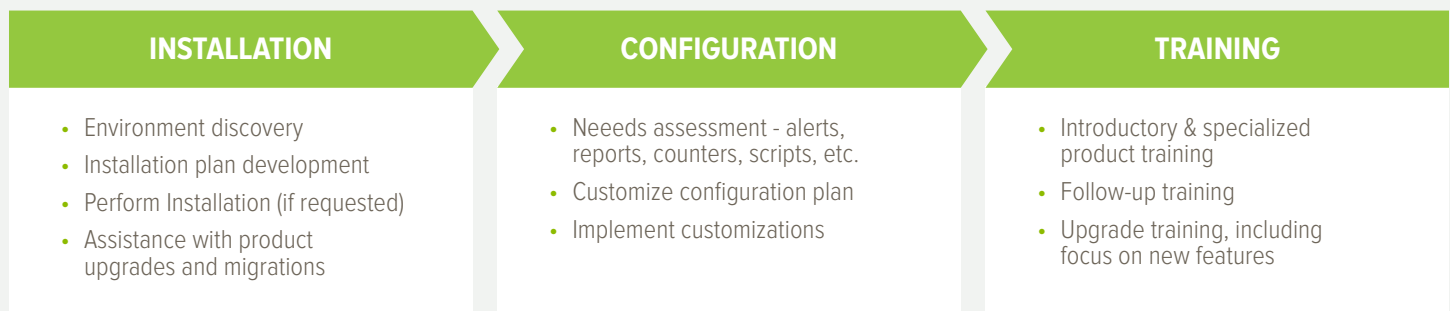 INSTALLATION
• Environment discovery
• Installation plan development
• Perform Installation (if requested)
• Assistance with product
upgrades and migrations
CONFIGURATION
• Neeeds assessment - alerts,
reports, counters, scripts, etc.
• Customize configuration plan
• Implement customizations
TRAINING
• Introductory & specialized
product training
• Follow-up training
• Upgrade training, including
focus on new features